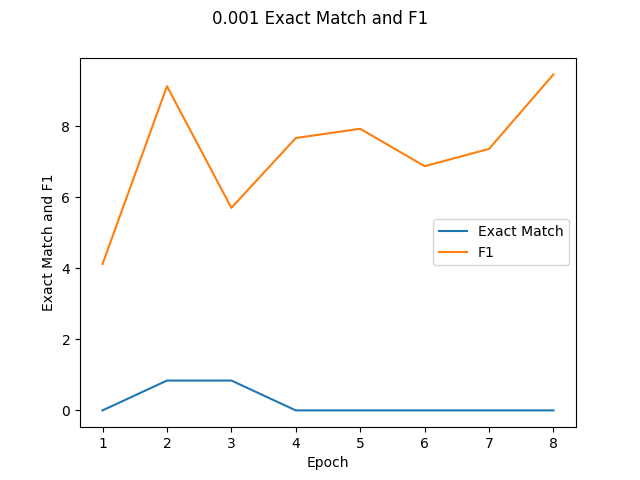 0.001 Exact Match and F1
Exact Match and F1
8
6
4
2
0
Exact Match
F1
1 2 3 4 5 6 7 8
Epoch